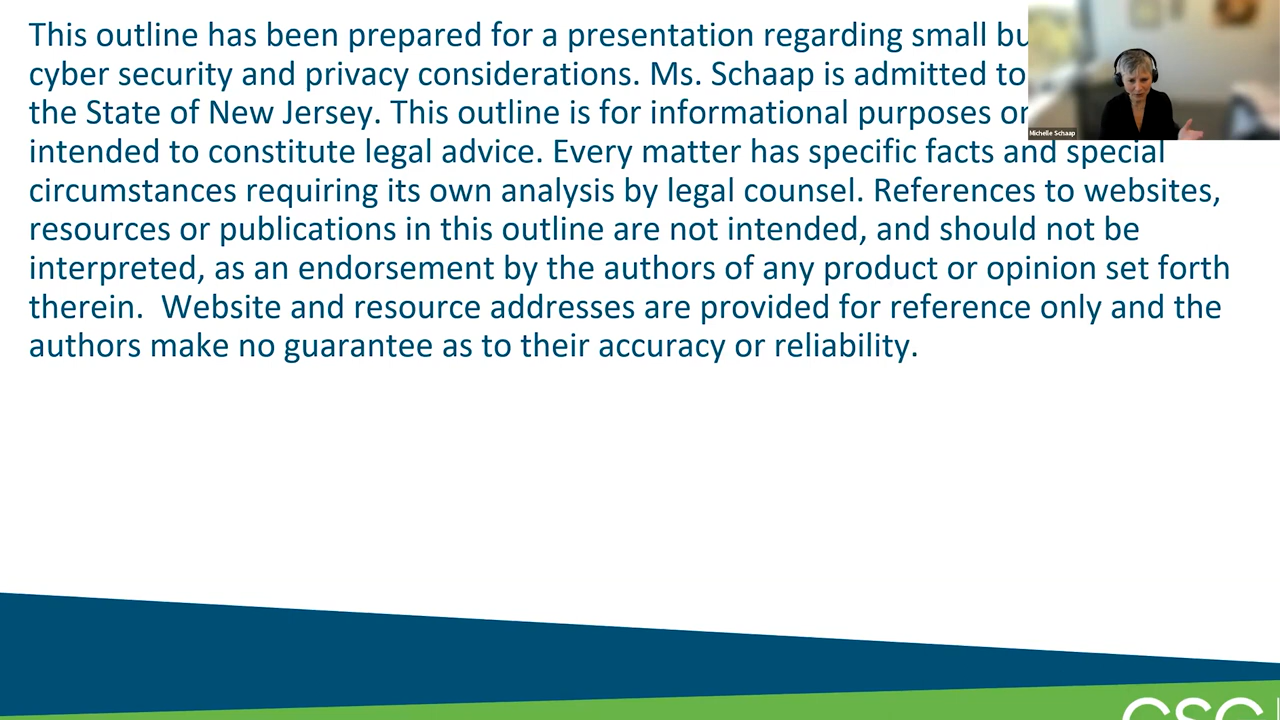 This outline has been prepared for a presentation regarding small
cyber security and privacy considerations. Ms. Schaap is admitted to
the State of New Jersey. This outline is for informational purposes
intended to constitute legal advice. Every matter has specific facts and special
circumstances requiring its own analysis by legal counsel. References to websites,
resources or publications in this outline are not intended, and should not be
interpreted, as an endorsement by the authors of any product or opinion set forth
therein.  Website and resource addresses are provided for reference only and the
authors make no guarantee as to their accuracy or reliability.
Michelle Schaap